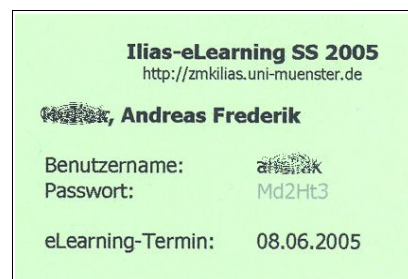 Ilias-eLearning SS 2005
http://zmkilias.uni-muenster.de
, Andreas Frederik
Benutzername:
Passwort: Md2Ht3
eLearning-Termin: 08.06.2005